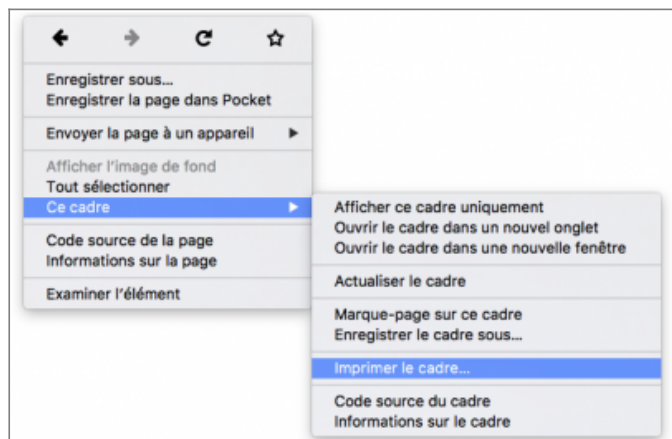 Enregistrer sous...
Enregistrer la page dans Pocket
Envoyer la page à un appareil
Afficher l'image de fond
Tout sélectionner
Ce cadre
Code source de la page
Informations sur la page
Examiner l'élément
Afficher ce cadre uniquement
Ouvrir le cadre dans un nouvel onglet
Ouvrir le cadre dans une nouvelle fenêtre
Actualiser le cadre
Marque-page sur ce cadre
Enregistrer le cadre sous...
Imprimer le cadre...
Code source du cadre
Informations sur le cadre